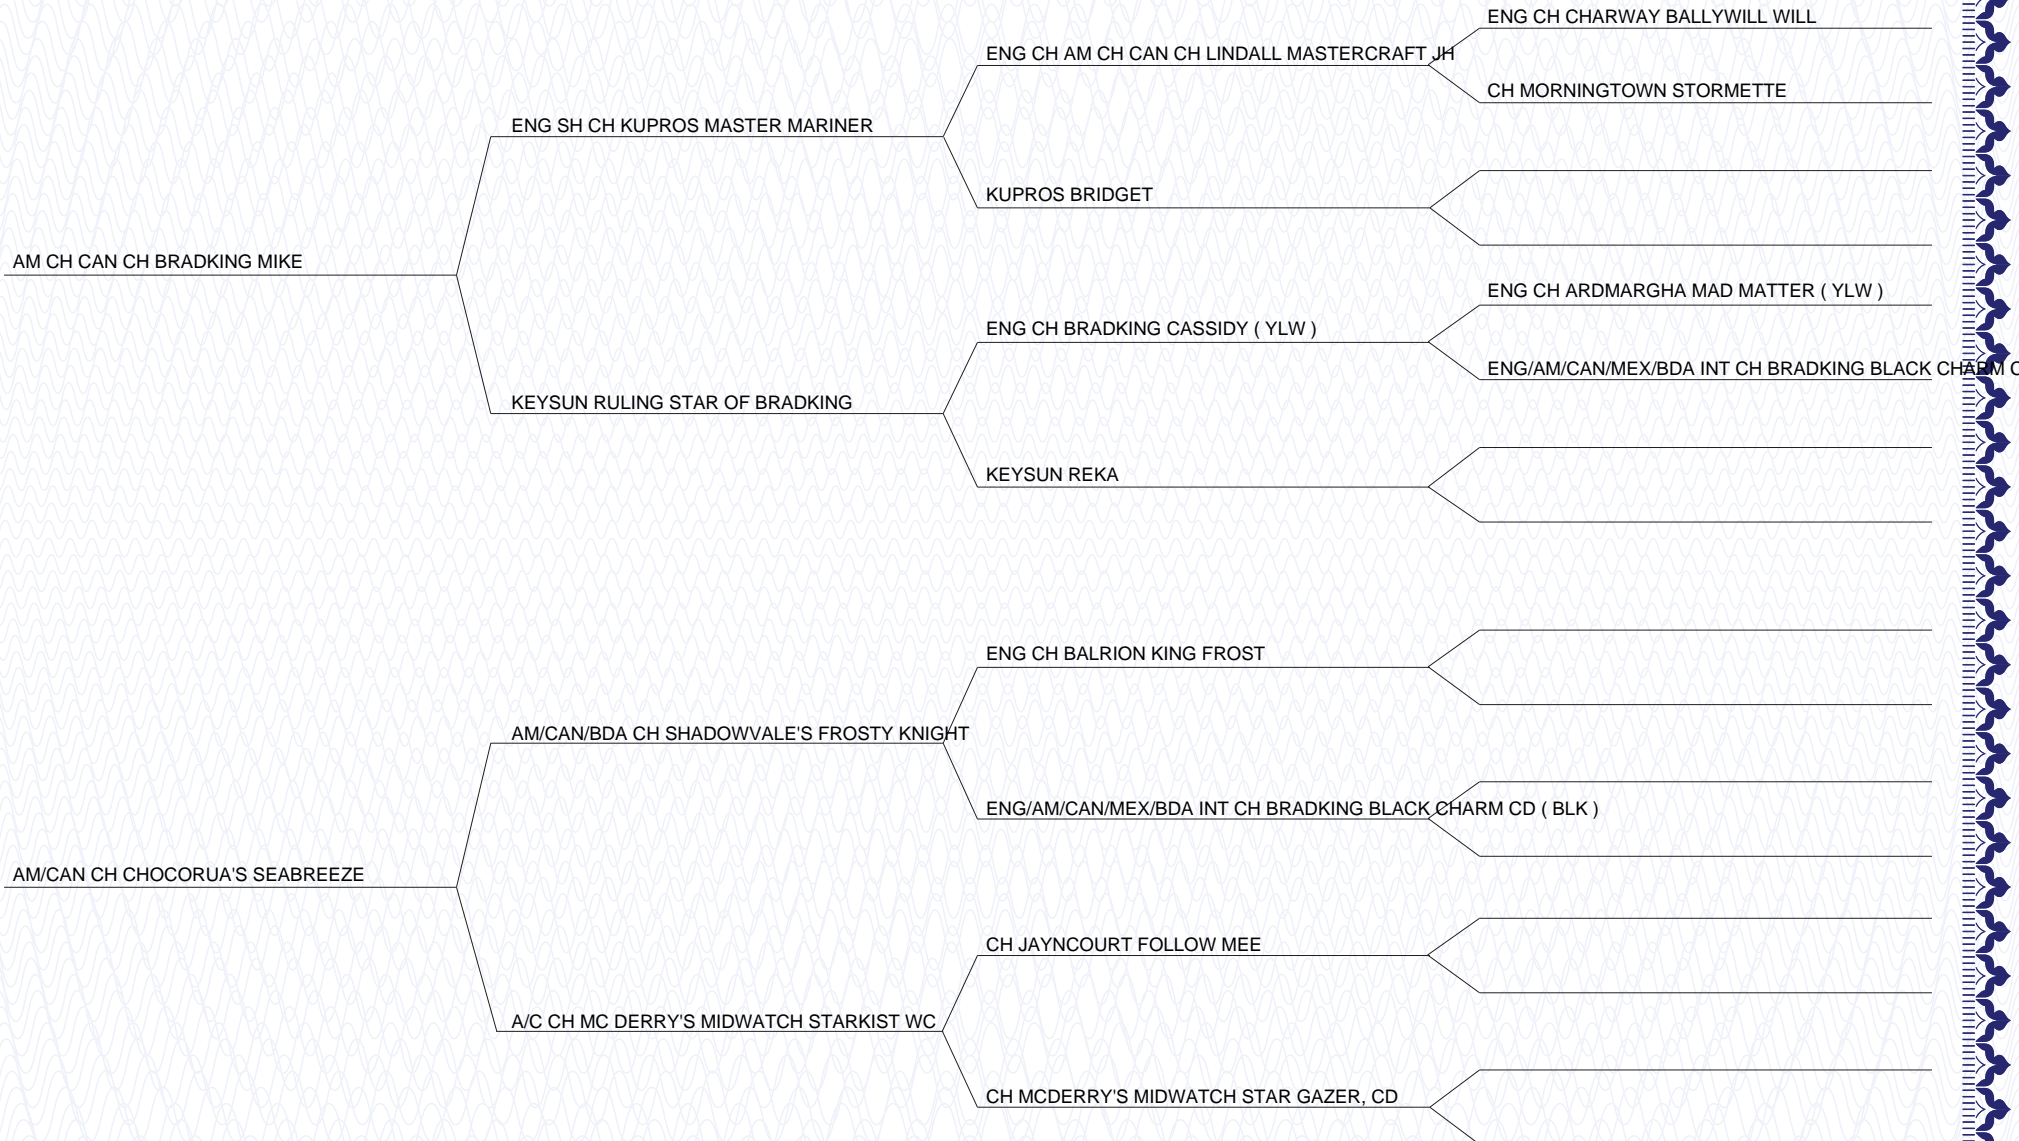 ENG CH CHARWAY BALLYWILL WILL
ENG CH AM CH CAN CH LINDALL MASTERCRAFT JH
CH MORNINGTOWN STORMETTE
ENG SH CH KUPROS MASTER MARINER
KUPROS BRIDGET
AM CH CAN CH BRADKING MIKE
ENG CH ARDMARGHA MAD MATTER ( YLW )
ENG CH BRADKING CASSIDY ( YLW )
ENG/AM/CAN/MEX/BDA INT CH BRADKING BLACK CHARM
KEYSUN RULING STAR OF BRADKING
KEYSUN REKA
ENG CH BALRION KING FROST
AM/CAN/BDA CH SHADOWVALE'S FROSTY KNIGHT
ENG/AM/CAN/MEX/BDA INT CH BRADKING BLACK CHARM CD ( BLK )
AM/CAN CH CHOCORUA'S SEABREEZE
CH JAYNCOURT FOLLOW MEE
A/C CH MC DERRY'S MIDWATCH STARKIST WC
CH MCDERRY'S MIDWATCH STAR GAZER, CD